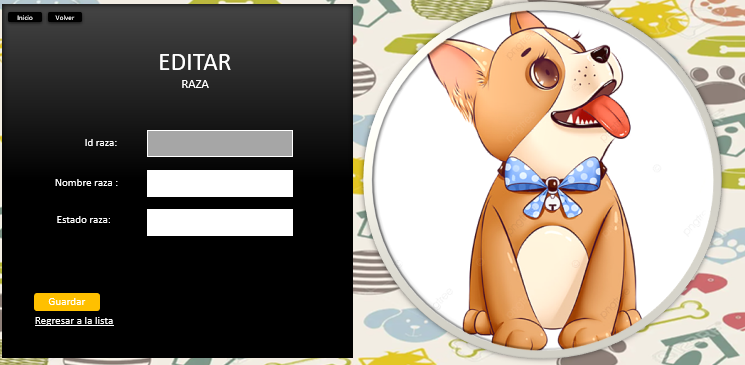 Inicio
Volver
EDITAR
RAZA
Id raza:
Nombre raza :
Estado raza:
Guardar
Regresar a la lista